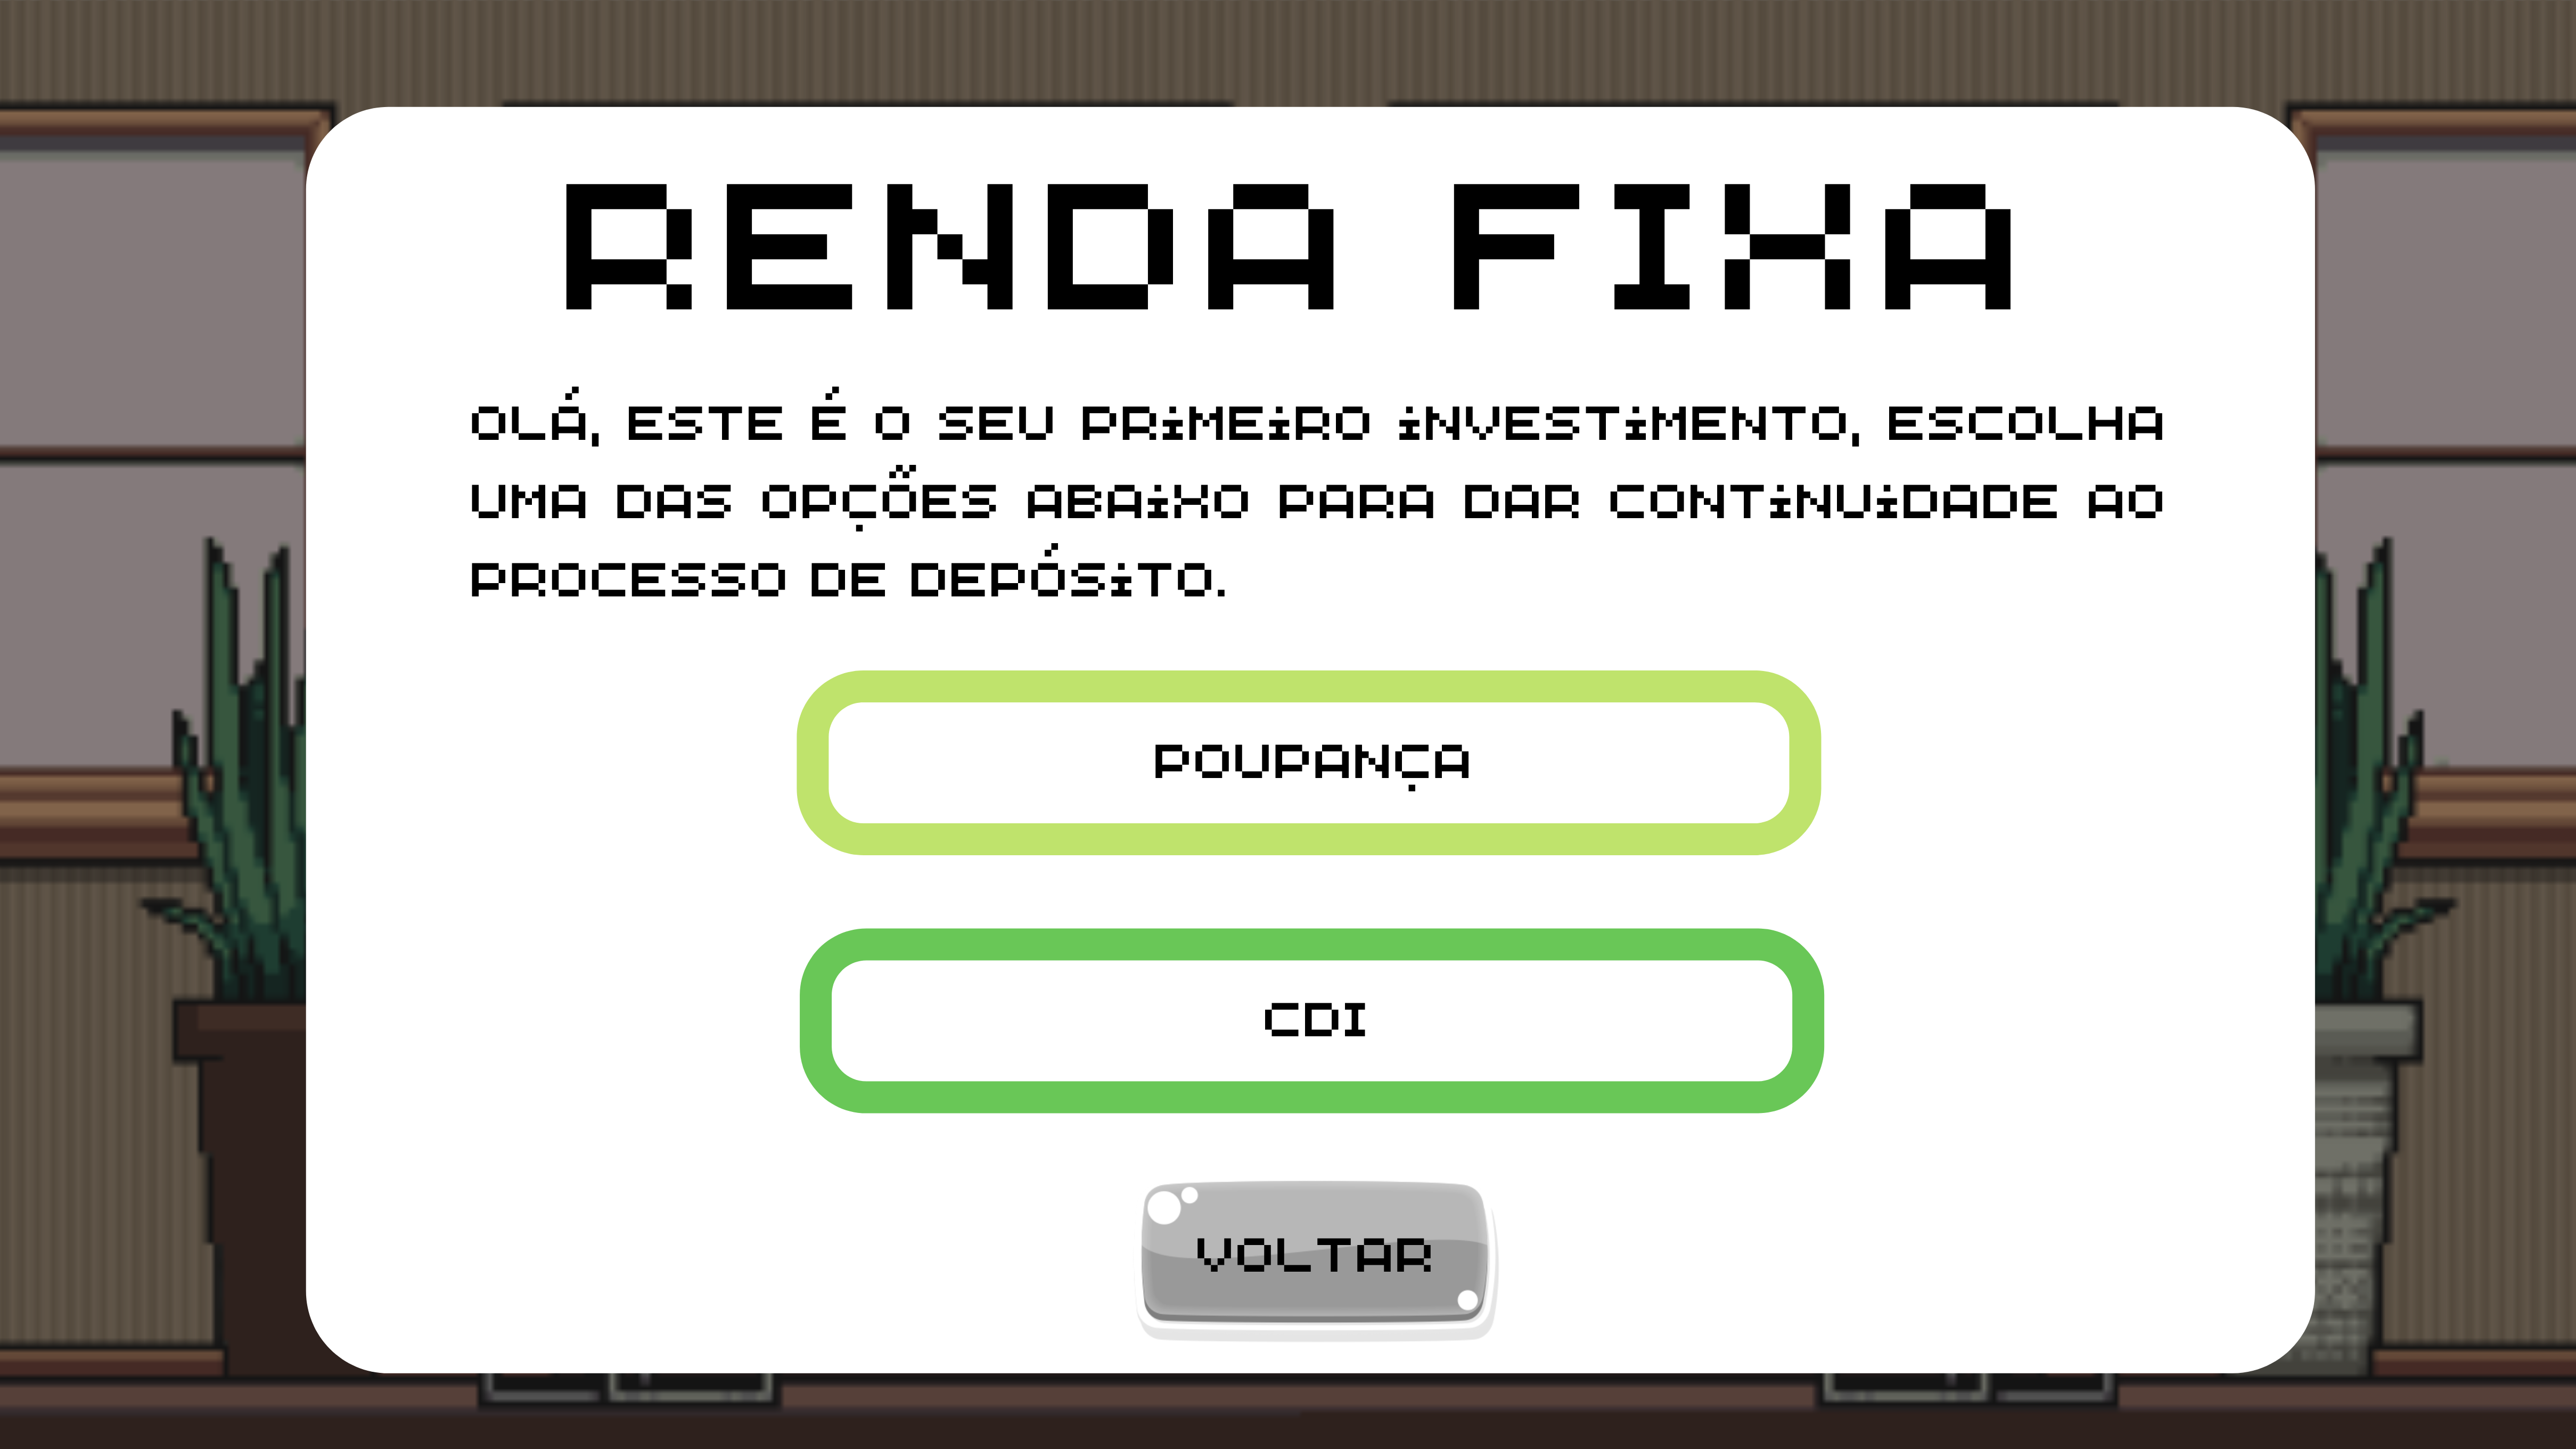 RENDA FIXA
OLÁ, ESTE É O SEU PRiMEiRO iNVESTiMENTO, ESCOLHA
UMA DAS OPÇÕES ABAiXO PARA DAR CONTiNUiDADE AO
PROCESSO DE DEPÓSiTO.
POUPANÇA
CDI
VOLTAR